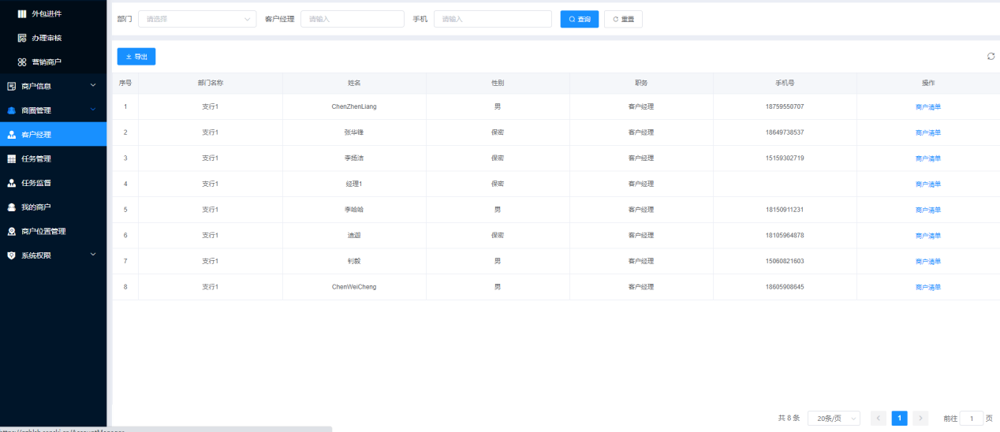 外包进件
办理审核
营销商户
商户信息
商圈管理
客户经理
任务管理
任务监督
我的商户
商户位置管理
系统权限
部门 请选择 客户经理 请输入 手机 请输入 查询 重置
导出
序号 部门名称 姓名 性别 职务 手机号 操作
1 支行1 ChenZhenLiang 男 客户经理 18759550707 商户清单
2 支行1 张华锋 保密 客户经理 18649738537 商户清单
3 支行1 李扬洁 保密 客户经理 15159302719 商户清单
4 支行1 经理1 保密 客户经理 商户清单
5 支行1 李哈哈 男 客户经理 18150911231 商户清单
6 支行1 保密 客户经理 18105964878 商户清单
7 支行1 钊毅 男 客户经理 15060821603 商户清单
8 支行1 ChenWeiCheng 男 客户经理 18605908645 商户清单
共 8 条 20条/页 < 1 > 前往 1 页